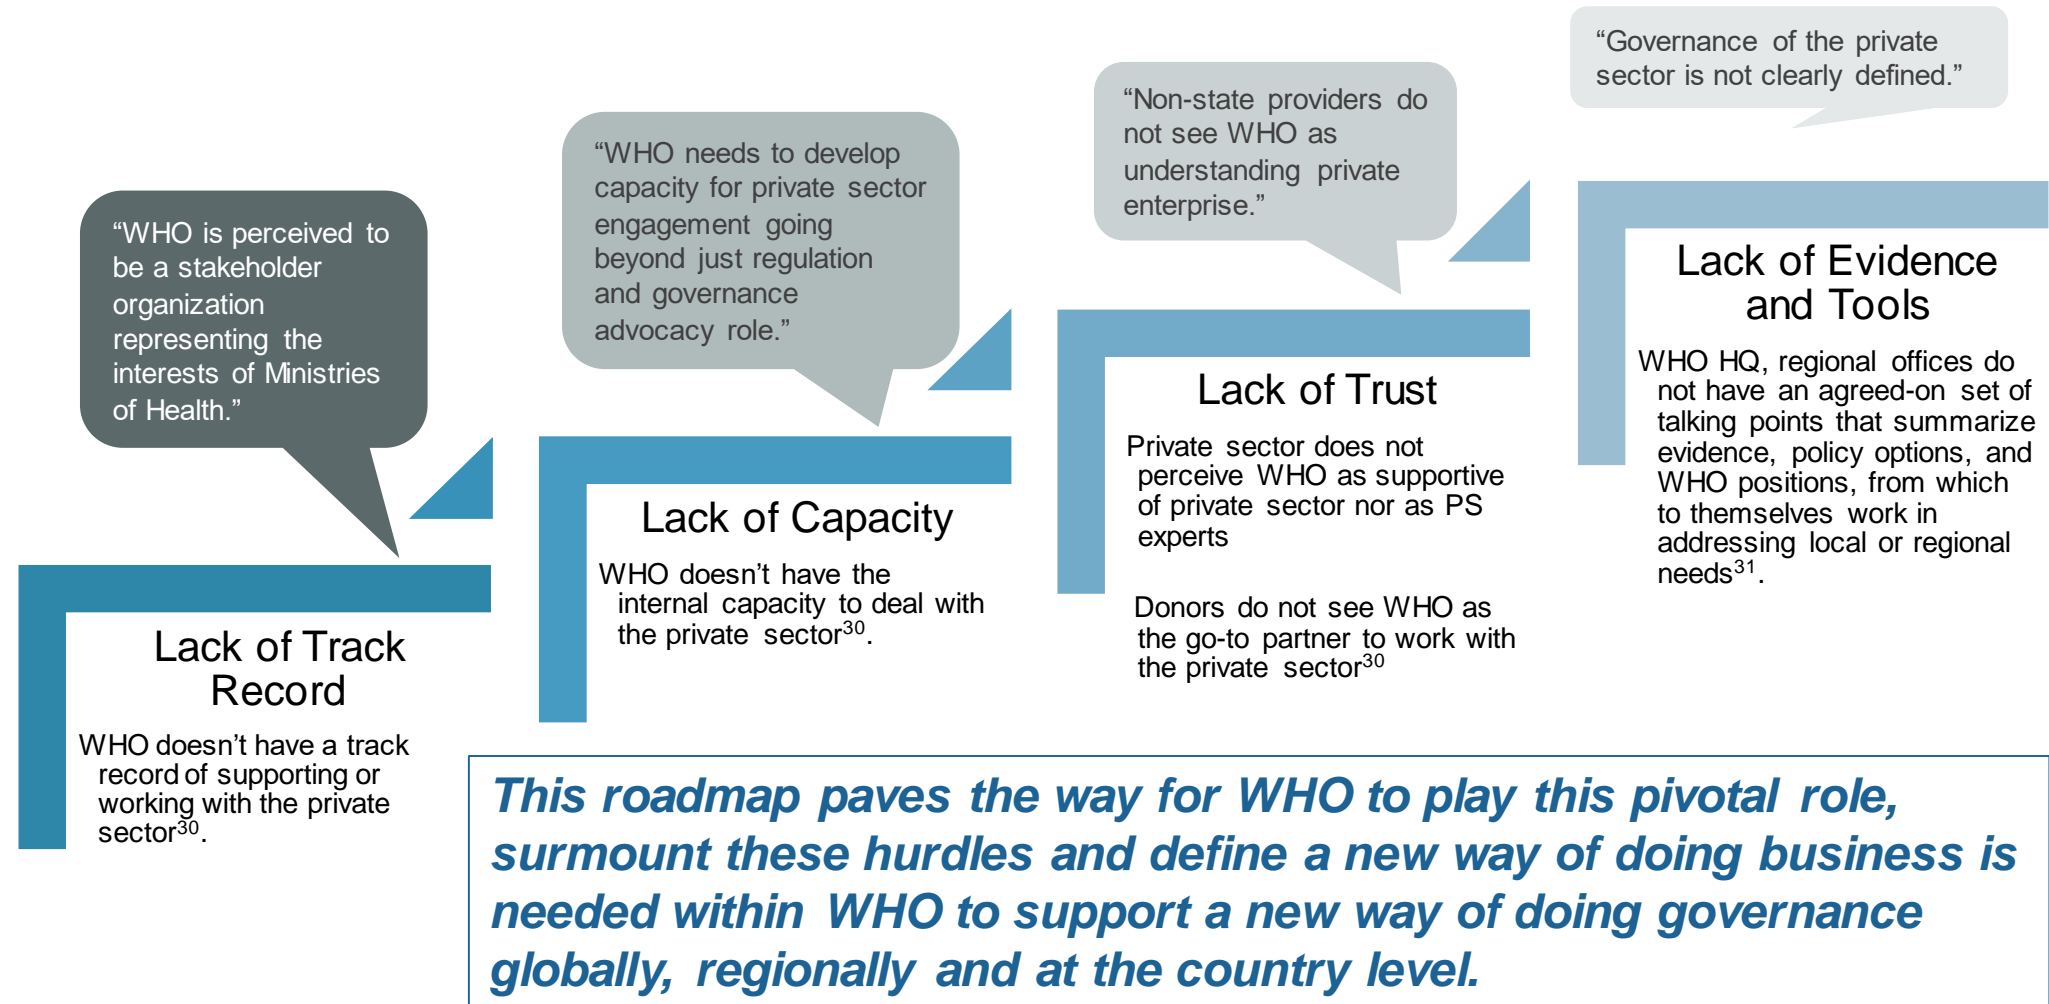 “WHO is perceived to
be a stakeholder
organization
representing the
interests of Ministries
of Health.”
Lack of Track
Record
WHO doesn’t have a track
record of supporting or
working with the private
sector³⁰.
“WHO needs to develop
capacity for private sector
engagement going
beyond just regulation
and governance
advocacy role.”
Lack of Capacity
WHO doesn’t have the
internal capacity to deal with
the private sector³⁰.
“Non-state providers do
not see WHO as
understanding private
enterprise.”
Lack of Trust
Private sector does not
perceive WHO as supportive
of private sector nor as PS
experts
Donors do not see WHO as
the go-to partner to work with
the private sector³⁰
“Governance of the private
sector is not clearly defined.”
Lack of Evidence
and Tools
WHO HQ, regional offices do
not have an agreed-on set of
talking points that summarize
evidence, policy options, and
WHO positions, from which
to themselves work in
addressing local or regional
needs³¹.
This roadmap paves the way for WHO to play this pivotal role,
surmount these hurdles and define a new way of doing business is
needed within WHO to support a new way of doing governance
globally, regionally and at the country level.